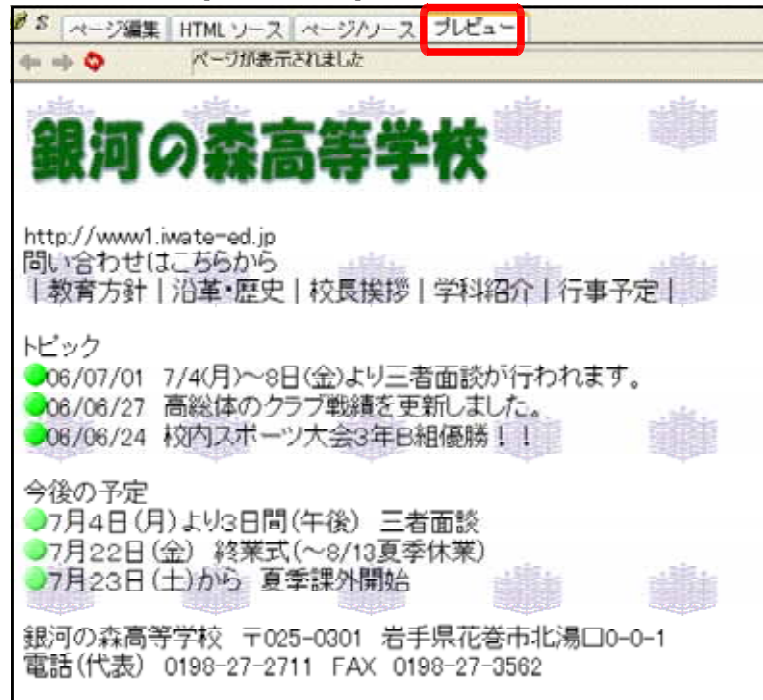 ページ編集 HTMLソース ページ/ソース プレビュー
ページが表示されました
銀河の森高等学校
http://www1.iwate-ed.jp
問い合わせはこちらから
|教育方針|沿革・歴史|校長挨拶|学科紹介|行事予定|
トピック
06/07/01 7/4(月)~8日(金)より三者面談が行われます。
06/06/27 高総体のクラブ戦績を更新しました。
06/06/24 校内スポーツ大会3年B組優勝!!
今後の予定
7月4日(月)より3日間(午後) 三者面談
7月22日(金) 終業式(~8/13夏季休業)
7月23日(土)から 夏季課外開始
銀河の森高等学校 〒025-0301 岩手県花巻市北湯口0-0-1
電話(代表) 0198-27-2711 FAX 0198-27-3562